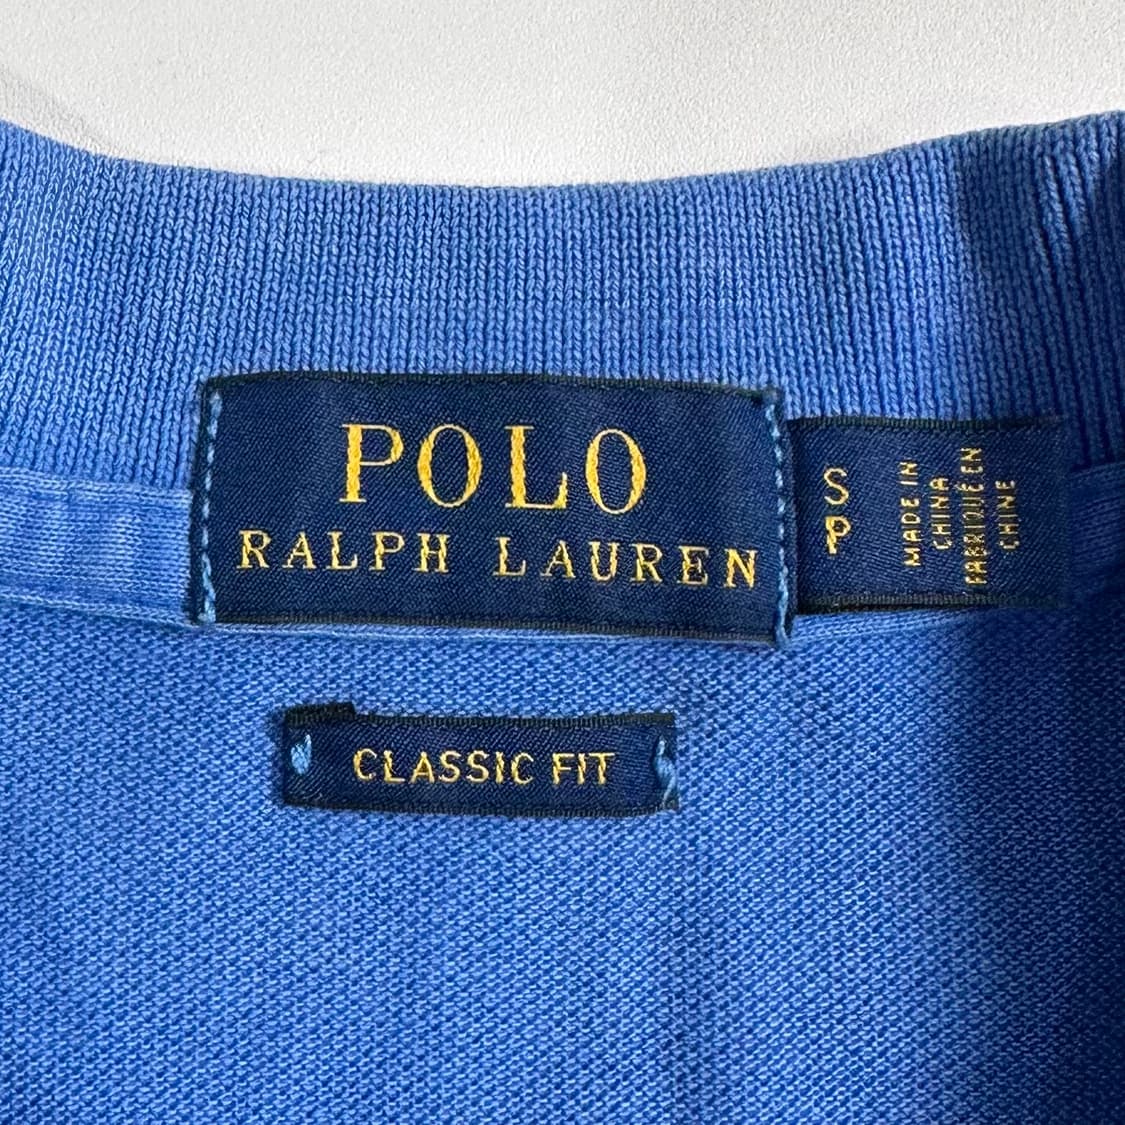 POLO
RALPH LAUREN
S
P
MADE IN
CHINA
FABRIQUÉ EN
CHINE
CLASSIC FIT